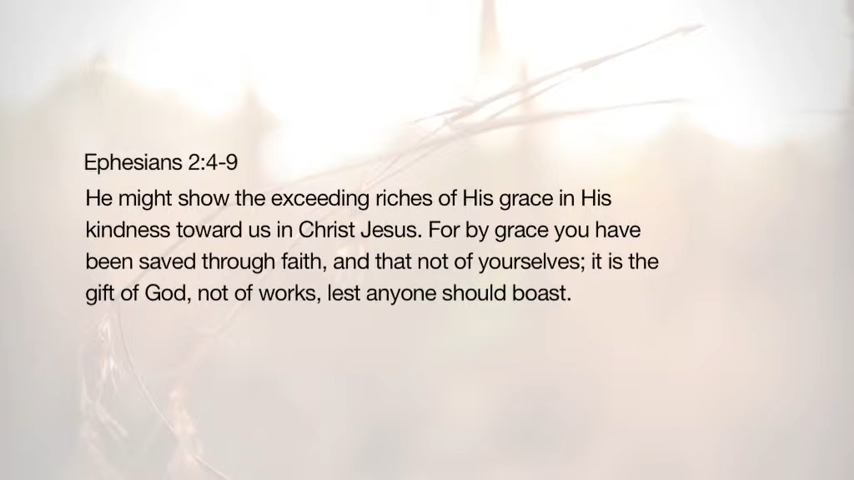 Ephesians 2:4-9
He might show the exceeding riches of His grace in His
kindness toward us in Christ Jesus. For by grace you have
been saved through faith, and that not of yourselves; it is the
gift of God, not of works, lest anyone should boast.